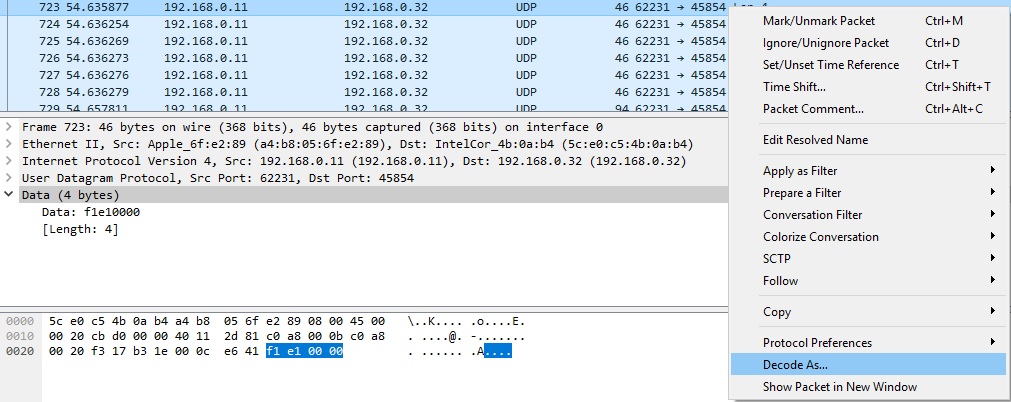 723 54.635877 192.168.0.11 192.168.0.32 UDP 46 62231 → 45854 Len=4
724 54.636254 192.168.0.11 192.168.0.32 UDP 46 62231 → 45854
725 54.636269 192.168.0.11 192.168.0.32 UDP 46 62231 → 45854
726 54.636273 192.168.0.11 192.168.0.32 UDP 46 62231 → 45854
727 54.636276 192.168.0.11 192.168.0.32 UDP 46 62231 → 45854
728 54.636279 192.168.0.11 192.168.0.32 UDP 46 62231 → 45854
729 54.657811 192.168.0.11 192.168.0.32 UDP 94 62231 → 45854
Frame 723: 46 bytes on wire (368 bits), 46 bytes captured (368 bits) on interface 0
Ethernet II, Src: Apple_6f:e2:89 (a4:b8:05:6f:e2:89), Dst: IntelCor_4b:0a:b4 (5c:e0:c5:4b:0a:b4)
Internet Protocol Version 4, Src: 192.168.0.11 (192.168.0.11), Dst: 192.168.0.32 (192.168.0.32)
User Datagram Protocol, Src Port: 62231, Dst Port: 45854
Data (4 bytes)
Data: f1e10000
[Length: 4]
0000 5c e0 c5 4b 0a b4 a4 b8 05 6f e2 89 08 00 45 00 \..K.... .o....E.
0010 00 20 cb d0 00 00 40 11 2d 81 c0 a8 00 0b c0 a8 . ....@. -.......
0020 00 20 f3 17 b3 1e 00 0c e6 41 f1 e1 00 00 . ...... .A....
Mark/Unmark Packet Ctrl+M
Ignore/Unignore Packet Ctrl+D
Set/Unset Time Reference Ctrl+T
Time Shift... Ctrl+Shift+T
Packet Comment... Ctrl+Alt+C
Edit Resolved Name
Apply as Filter
Prepare a Filter
Conversation Filter
Colorize Conversation
SCTP
Follow
Copy
Protocol Preferences
Decode As...
Show Packet in New Window